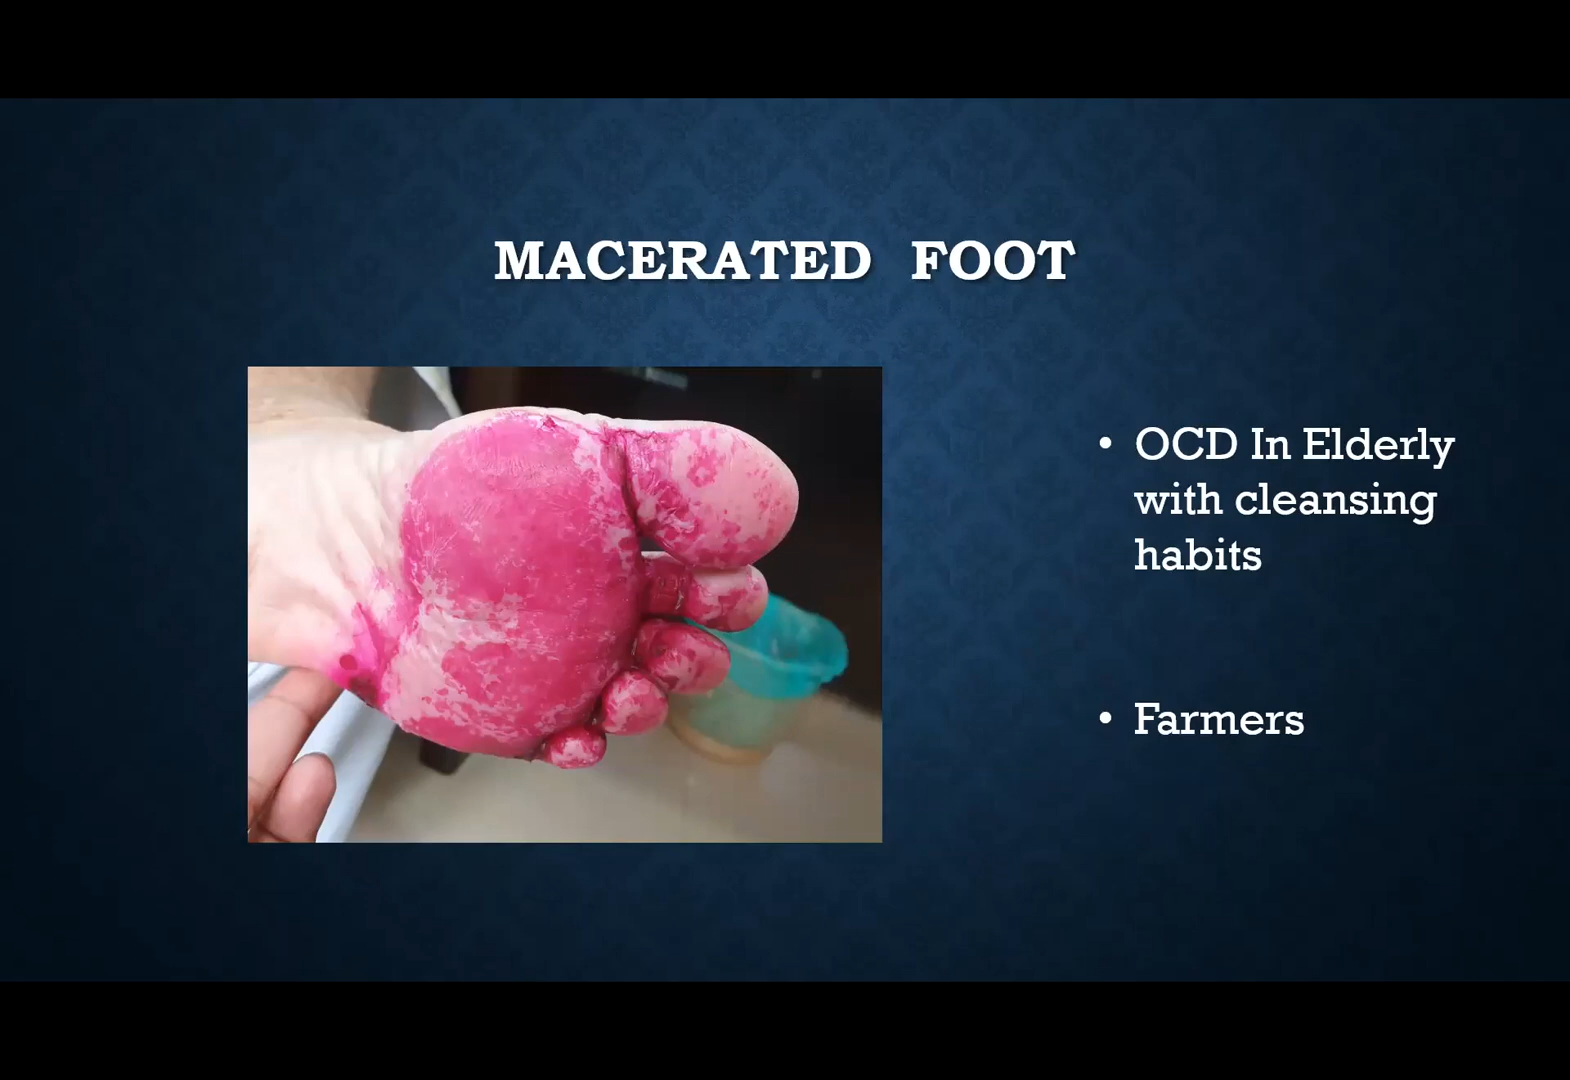 MACERATED FOOT
• OCD In Elderly
with cleansing
habits
• Farmers